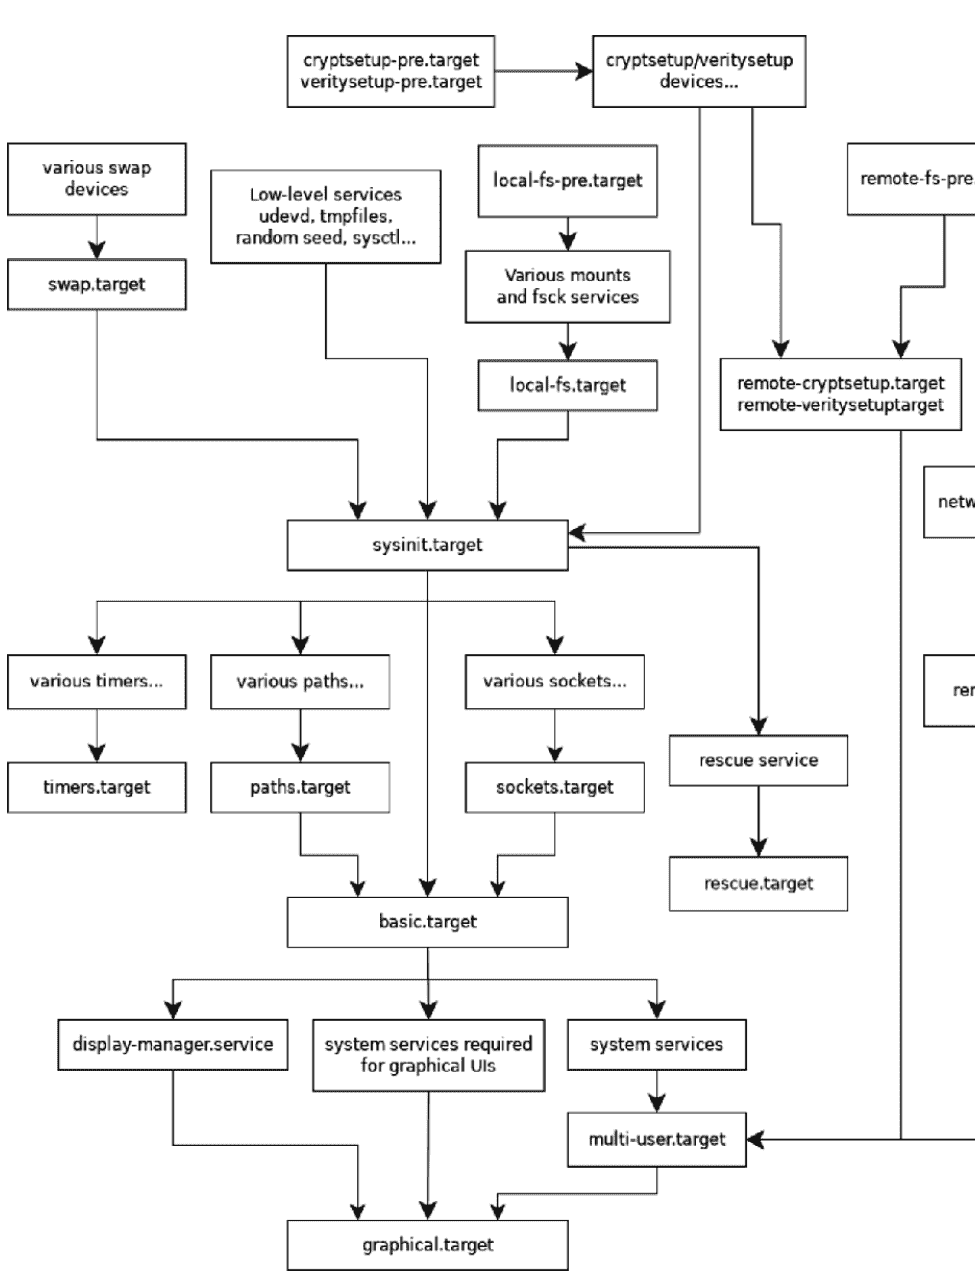 cryptsetup-pre.target
veritysetup-pre.target
cryptsetup/veritysetup
devices...
various swap
devices
Low-level services
udevd, tmpfiles,
random seed, sysctl...
local-fs-pre.target
remote-fs-pre.
swap.target
Various mounts
and fsck services
local-fs.target
remote-cryptsetup.target
remote-veritysetuptarget
sysinit.target
various timers...
various paths...
various sockets...
rescue service
timers.target
paths.target
sockets.target
rescue.target
basic.target
display-manager.service
system services required
for graphical UIs
system services
multi-user.target
graphical.target